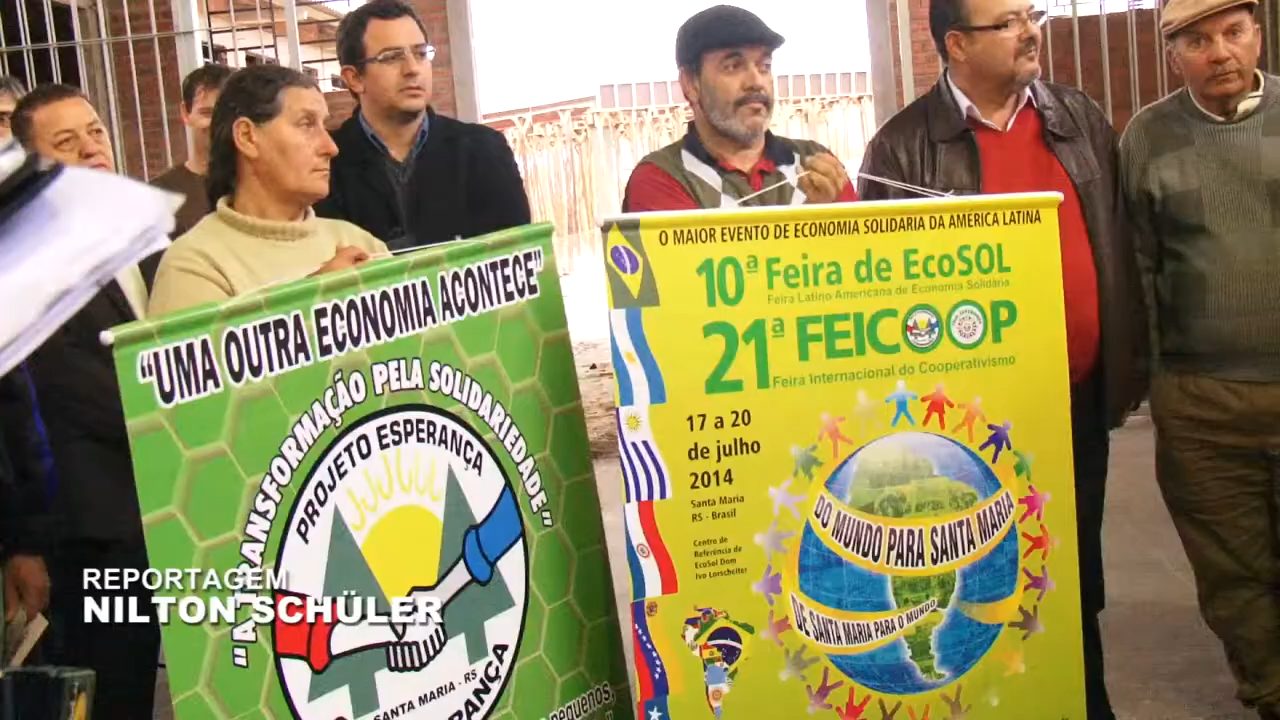 "UMA OUTRA ECONOMIA ACONTECE"
"A TRANSFORMAÇÃO PELA SOLIDARIEDADE"
PROJETO ESPERANÇA
SANTA MARIA - RS
pequenos,
O MAIOR EVENTO DE ECONOMIA SOLIDARIA DA AMÉRICA LATINA
10ª Feira de EcoSOL
Feira Latino Americana de Economia Solidária
21ª FEICOOP
Feira Internacional do Cooperativismo
17 a 20
de julho
2014
Santa Maria
RS - Brasil
Centro de
Referência de
EcoSol Dom
Ivo Lorscheiter
DO MUNDO PARA SANTA MARIA
DE SANTA MARIA PARA O MUNDO
REPORTAGEM
NILTON SCHÜLER